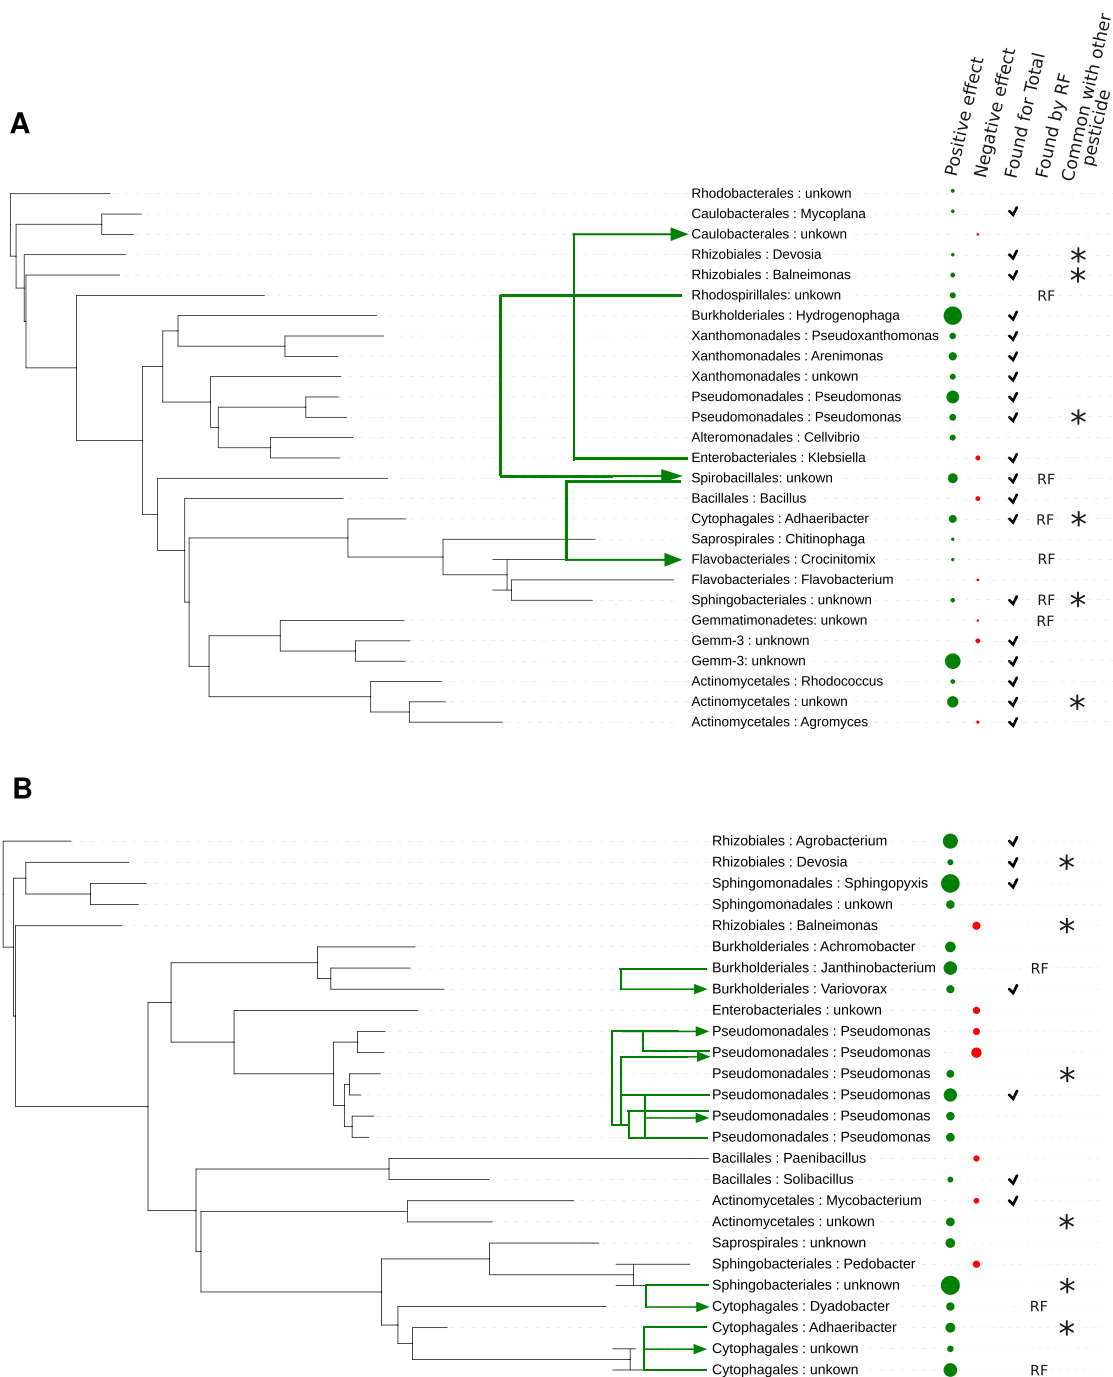 Positive effect
Negative effect
Found for Total
Found by RF
Common with other
pesticide
A
Rhodobacterales : unkown
Caulobacterales : Mycoplana
Caulobacterales : unkown
Rhizobiales : Devosia
Rhizobiales : Balneimonas
Rhodospirillales: unkown RF
Burkholderiales : Hydrogenophaga
Xanthomonadales : Pseudoxanthomonas
Xanthomonadales : Arenimonas
Xanthomonadales : unkown
Pseudomonadales : Pseudomonas
Pseudomonadales : Pseudomonas
Alteromonadales : Cellvibrio
Enterobacteriales : Klebsiella
Spirobacillales: unkown RF
Bacillales : Bacillus
Cytophagales : Adhaeribacter RF
Saprospirales : Chitinophaga
Flavobacteriales : Crocinitomix RF
Flavobacteriales : Flavobacterium
Sphingobacteriales : unknown RF
Gemmatimonadetes: unkown RF
Gemm-3 : unknown
Gemm-3: unknown
Actinomycetales : Rhodococcus
Actinomycetales : unkown
Actinomycetales : Agromyces
B
Rhizobiales : Agrobacterium
Rhizobiales : Devosia
Sphingomonadales : Sphingopyxis
Sphingomonadales : unkown
Rhizobiales : Balneimonas
Burkholderiales : Achromobacter
Burkholderiales : Janthinobacterium RF
Burkholderiales : Variovorax
Enterobacteriales : unkown
Pseudomonadales : Pseudomonas
Pseudomonadales : Pseudomonas
Pseudomonadales : Pseudomonas
Pseudomonadales : Pseudomonas
Pseudomonadales : Pseudomonas
Pseudomonadales : Pseudomonas
Bacillales : Paenibacillus
Bacillales : Solibacillus
Actinomycetales : Mycobacterium
Actinomycetales : unkown
Saprospirales : unknown
Sphingobacteriales : Pedobacter
Sphingobacteriales : unknown
Cytophagales : Dyadobacter RF
Cytophagales : Adhaeribacter
Cytophagales : unkown
Cytophagales : unkown RF